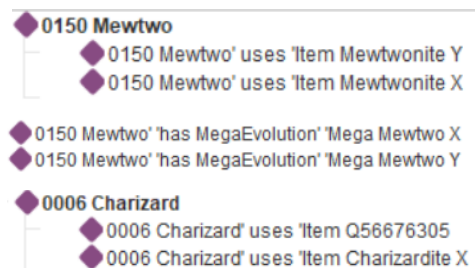 0150 Mewtwo
0150 Mewtwo' uses 'Item Mewtwonite Y
0150 Mewtwo' uses 'Item Mewtwonite X
0150 Mewtwo' 'has MegaEvolution' 'Mega Mewtwo X
0150 Mewtwo' 'has MegaEvolution' 'Mega Mewtwo Y
0006 Charizard
0006 Charizard' uses 'Item Q56676305
0006 Charizard' uses 'Item Charizardite X